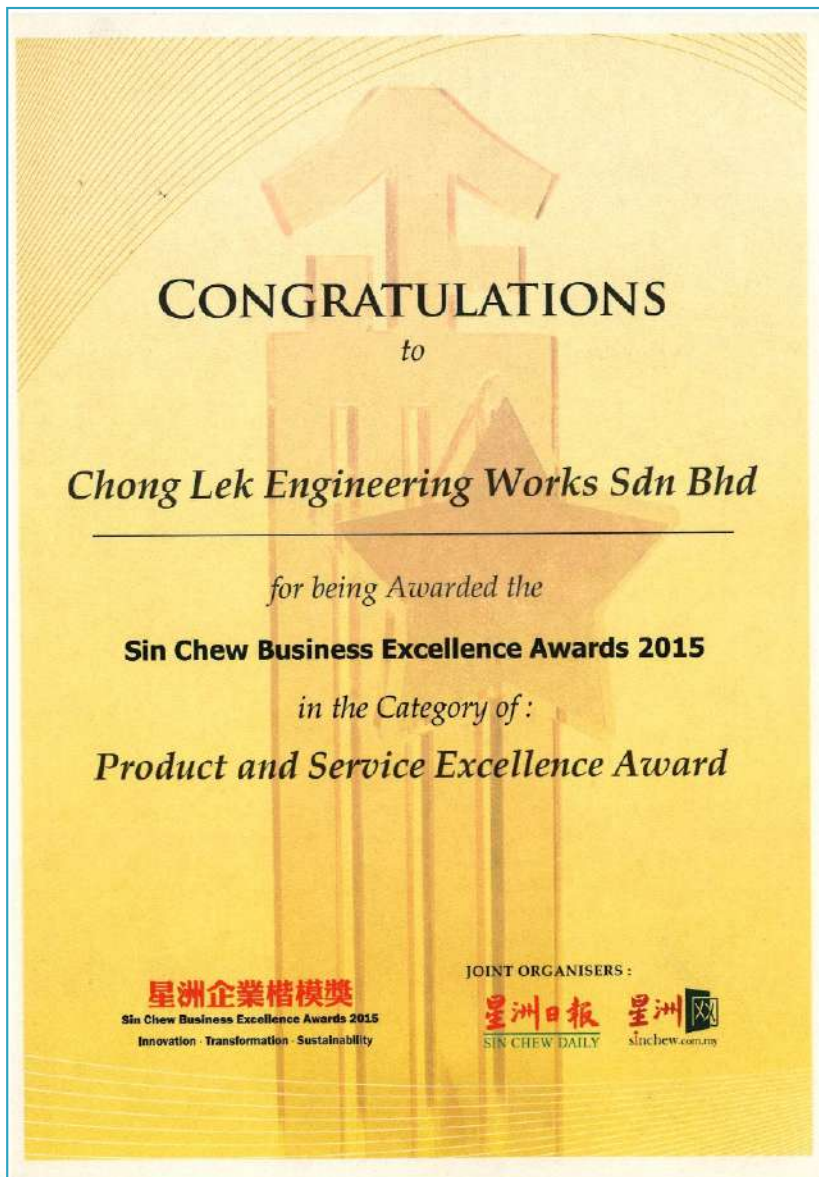 CONGRATULATIONS
to
Chong Lek Engineering Works Sdn Bhd
for being Awarded the
Sin Chew Business Excellence Awards 2015
in the Category of :
Product and Service Excellence Award
星洲企業楷模獎
Sin Chew Business Excellence Awards 2015
Innovation · Transformation · Sustainability
JOINT ORGANISERS :
星洲日报
SIN CHEW DAILY
星洲网
sinchew.com.my